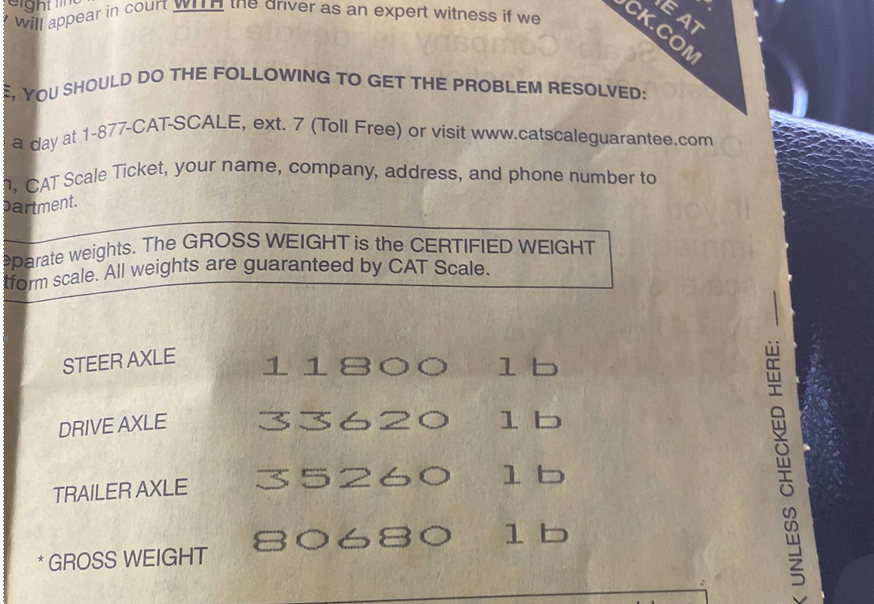 will appear in court WITH the driver as an expert witness if we
E AT
CK.COM
YOU SHOULD DO THE FOLLOWING TO GET THE PROBLEM RESOLVED:
a day at 1-877-CAT-SCALE, ext. 7 (Toll Free) or visit www.catscaleguarantee.com
CAT Scale Ticket, your name, company, address, and phone number to
partment.
eparate weights. The GROSS WEIGHT is the CERTIFIED WEIGHT
tform scale. All weights are guaranteed by CAT Scale.
STEER AXLE 11800 lb
DRIVE AXLE 33620 lb
TRAILER AXLE 35260 lb
* GROSS WEIGHT 80680 lb
UNLESS CHECKED HERE: